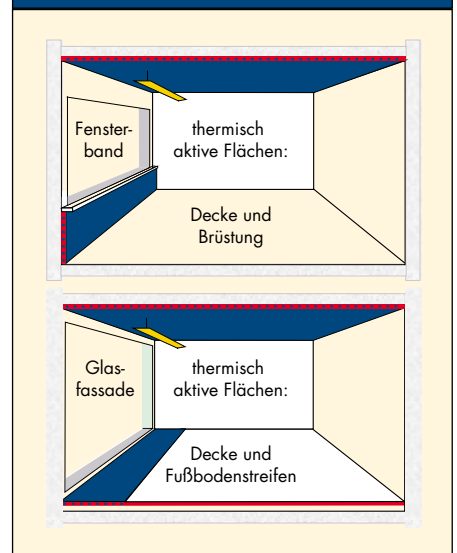 Fenster-
band
thermisch
aktive Flächen:
Decke und
Brüstung
Glas-
fassade
thermisch
aktive Flächen:
Decke und
Fußbodenstreifen